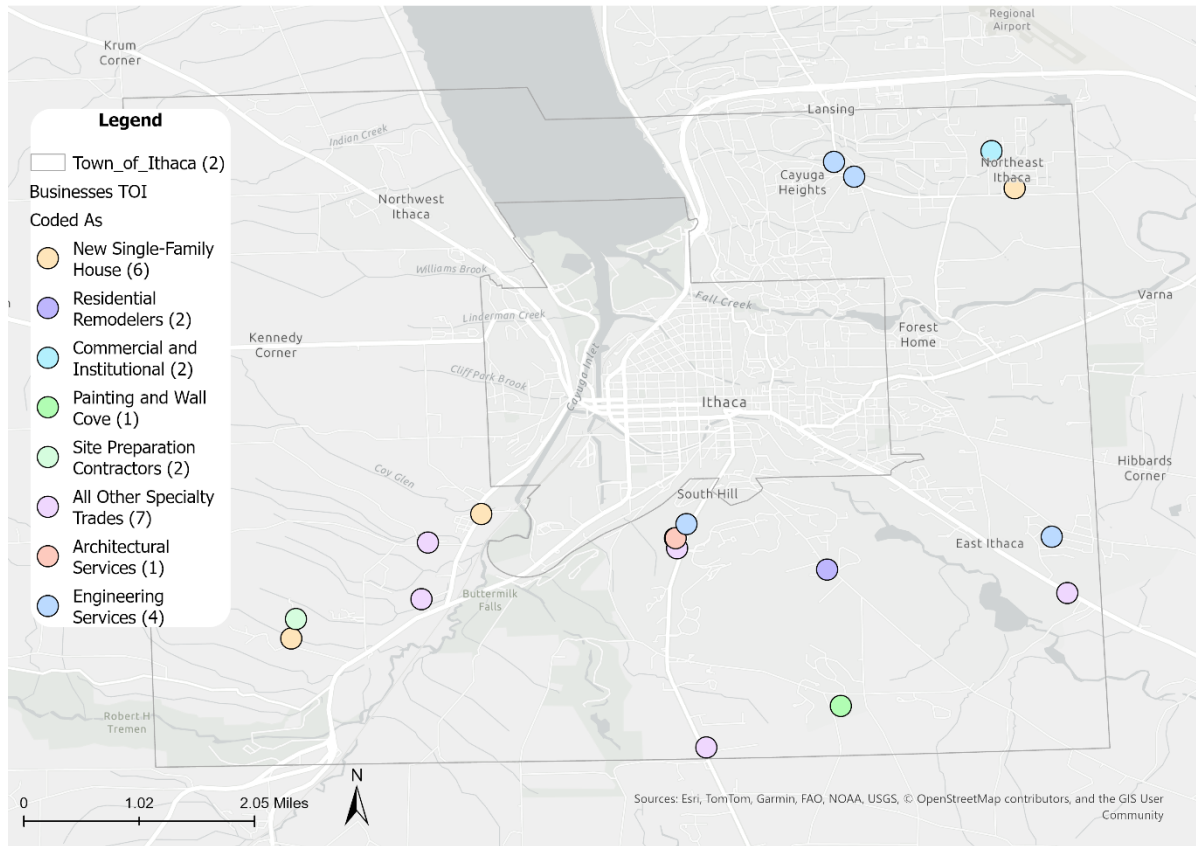 Regional
Airport
Krum
Corner
Lansing
Legend
Town_of_Ithaca (2)
Businesses TOI
Coded As
New Single-Family
House (6)
Residential
Remodelers (2)
Commercial and
Institutional (2)
Painting and Wall
Cove (1)
Site Preparation
Contractors (2)
All Other Specialty
Trades (7)
Architectural
Services (1)
Engineering
Services (4)
Indian Creek
Northwest
Ithaca
Cayuga
Heights
Northeast
Ithaca
Williams Brook
Fall Creek
Varna
Linderman Creek
Kennedy
Corner
Forest
Home
Cliff Park Brook
Cayuga Inlet
Ithaca
Coy Glen
South Hill
Hibbards
Corner
East Ithaca
Buttermilk
Falls
Robert H
Tremen
N
0
1.02
2.05 Miles
Sources: Esri, TomTom, Garmin, FAO, NOAA, USGS, © OpenStreetMap contributors, and the GIS User
Community